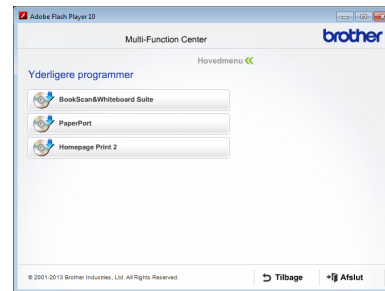 Adobe Flash Player 10
Multi-Function Center
brother
Hovedmenu
Yderligere programmer
BookScan&Whiteboard Suite
PaperPort
Homepage Print 2
© 2001-2013 Brother Industries, Ltd. All Rights Reserved.
Tilbage
Afslut